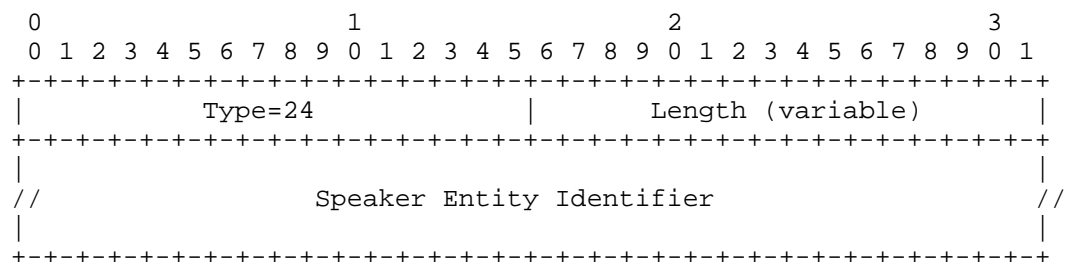 0                   1                   2                   3
 0 1 2 3 4 5 6 7 8 9 0 1 2 3 4 5 6 7 8 9 0 1 2 3 4 5 6 7 8 9 0 1
+-+-+-+-+-+-+-+-+-+-+-+-+-+-+-+-+-+-+-+-+-+-+-+-+-+-+-+-+-+-+-+-+
|           Type=24             |       Length (variable)       |
+-+-+-+-+-+-+-+-+-+-+-+-+-+-+-+-+-+-+-+-+-+-+-+-+-+-+-+-+-+-+-+-+
|                                                               |
//                 Speaker Entity Identifier                    //
|                                                               |
+-+-+-+-+-+-+-+-+-+-+-+-+-+-+-+-+-+-+-+-+-+-+-+-+-+-+-+-+-+-+-+-+